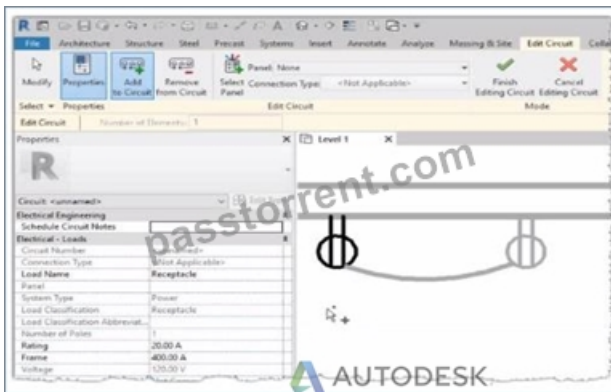 File Architecture Structure Steel Precast Systems Insert Annotate Analyze Massing & Site Edit Circuit
Modify Properties Add to Circuit Remove from Circuit Select Panel Panel: None Connection Type: <Not Applicable> Finish Editing Circuit Cancel Editing Circuit
Select Properties Edit Circuit Mode
Edit Circuit Number of Elements: 1
Properties Level 1
R
Circuit: <unnamed> Edit
Electrical Engineering
Schedule Circuit Notes
Electrical - Loads
Circuit Number <unnamed>
Connection Type <Not Applicable>
Load Name Receptacle
Panel
System Type Power
Load Classification Receptacle
Load Classification Abbreviat...
Number of Poles 1
Rating 20.00 A
Frame 400.00 A
Voltage 120.00 V
passtorrent.com
AUTODESK